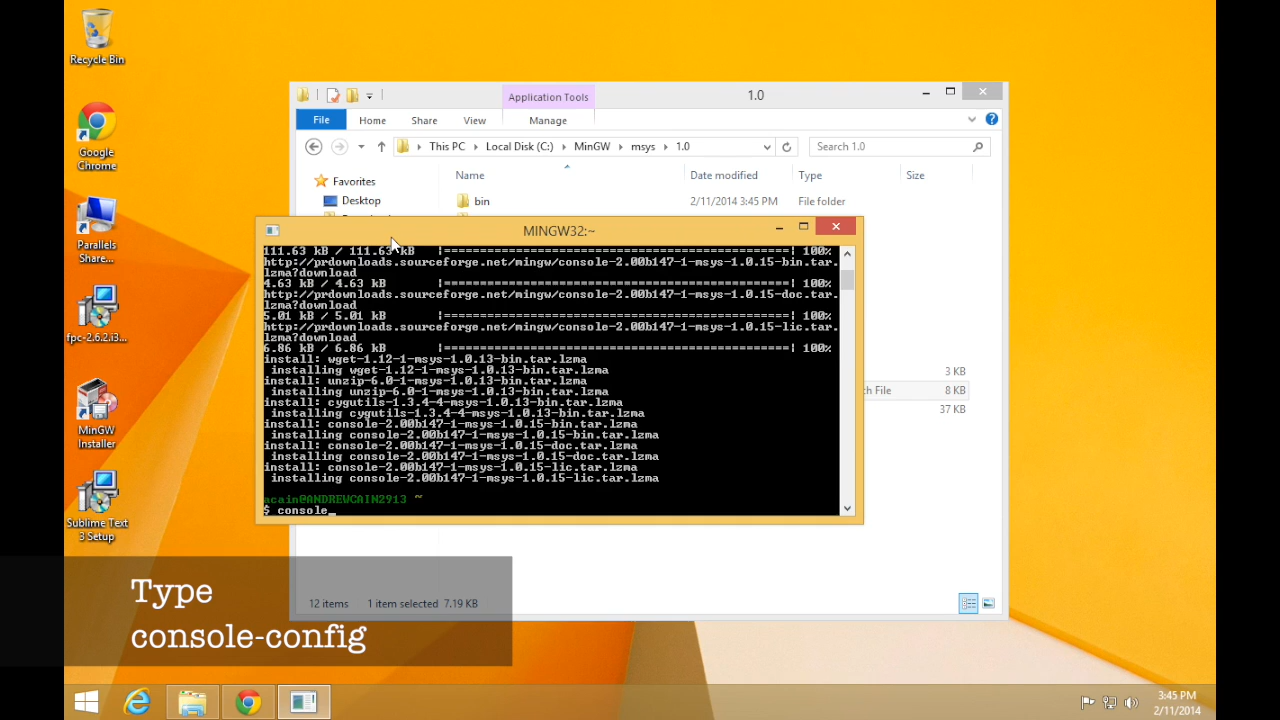 Recycle Bin
Google
Chrome
Parallels
Share...
fpc-2.6.2.i3...
MinGW
Installer
Sublime Text
3 Setup
Application Tools
1.0
File
Home
Share
View
Manage
This PC
Local Disk (C:)
MinGW
msys
1.0
Search 1.0
Favorites
Desktop
Name
Date modified
Type
Size
bin
2/11/2014 3:45 PM
File folder
MINGW32:~
111.63 kB / 111.63 kB |================================================| 100%
http://prdownloads.sourceforge.net/mingw/console-2.00b147-1-msys-1.0.15-bin.tar.
lzma?download
4.63 kB / 4.63 kB |================================================| 100%
http://prdownloads.sourceforge.net/mingw/console-2.00b147-1-msys-1.0.15-doc.tar.
lzma?download
5.01 kB / 5.01 kB |================================================| 100%
http://prdownloads.sourceforge.net/mingw/console-2.00b147-1-msys-1.0.15-lic.tar.
lzma?download
6.86 kB / 6.86 kB |================================================| 100%
install: wget-1.12-1-msys-1.0.13-bin.tar.lzma
installing wget-1.12-1-msys-1.0.13-bin.tar.lzma
install: unzip-6.0-1-msys-1.0.13-bin.tar.lzma
installing unzip-6.0-1-msys-1.0.13-bin.tar.lzma
install: cygutils-1.3.4-4-msys-1.0.13-bin.tar.lzma
installing cygutils-1.3.4-4-msys-1.0.13-bin.tar.lzma
install: console-2.00b147-1-msys-1.0.15-bin.tar.lzma
installing console-2.00b147-1-msys-1.0.15-bin.tar.lzma
install: console-2.00b147-1-msys-1.0.15-doc.tar.lzma
installing console-2.00b147-1-msys-1.0.15-doc.tar.lzma
install: console-2.00b147-1-msys-1.0.15-lic.tar.lzma
installing console-2.00b147-1-msys-1.0.15-lic.tar.lzma
acain@ANDREWCAIN2913 ~
$ console_
3 KB
ch File
8 KB
37 KB
Type
console-config
12 items
1 item selected 7.19 KB
3:45 PM
2/11/2014